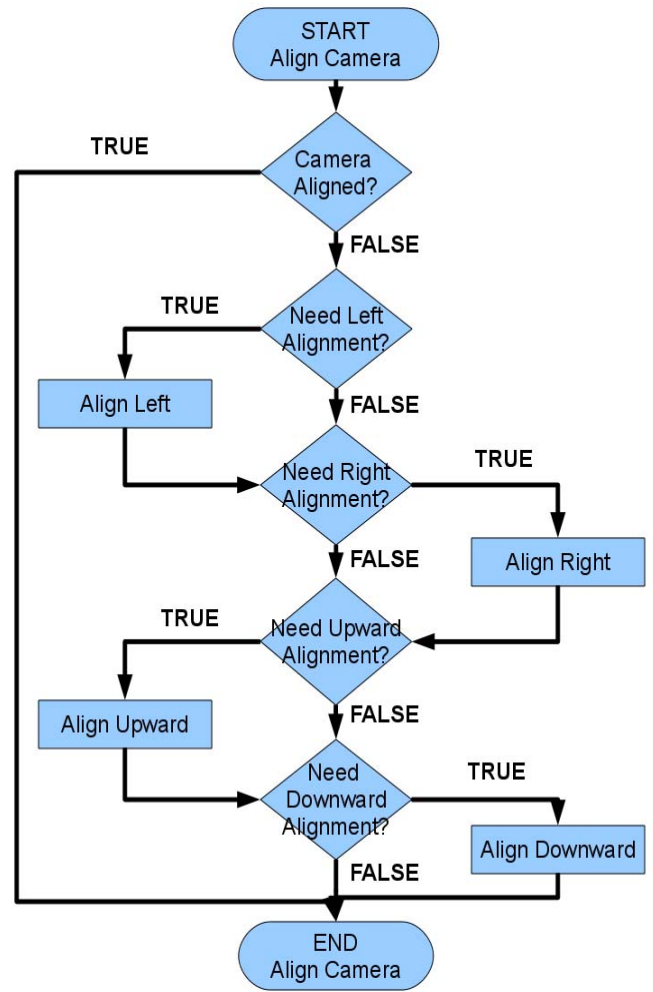 START
Align Camera
TRUE
Camera
Aligned?
FALSE
TRUE
Need Left
Alignment?
Align Left
FALSE
Need Right
Alignment?
TRUE
Align Right
FALSE
TRUE
Need Upward
Alignment?
Align Upward
FALSE
Need
Downward
Alignment?
TRUE
Align Downward
FALSE
END
Align Camera